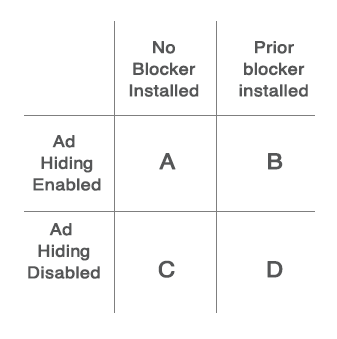 No
Blocker
Installed
Prior
blocker
installed
Ad
Hiding
Enabled
A
B
Ad
Hiding
Disabled
C
D